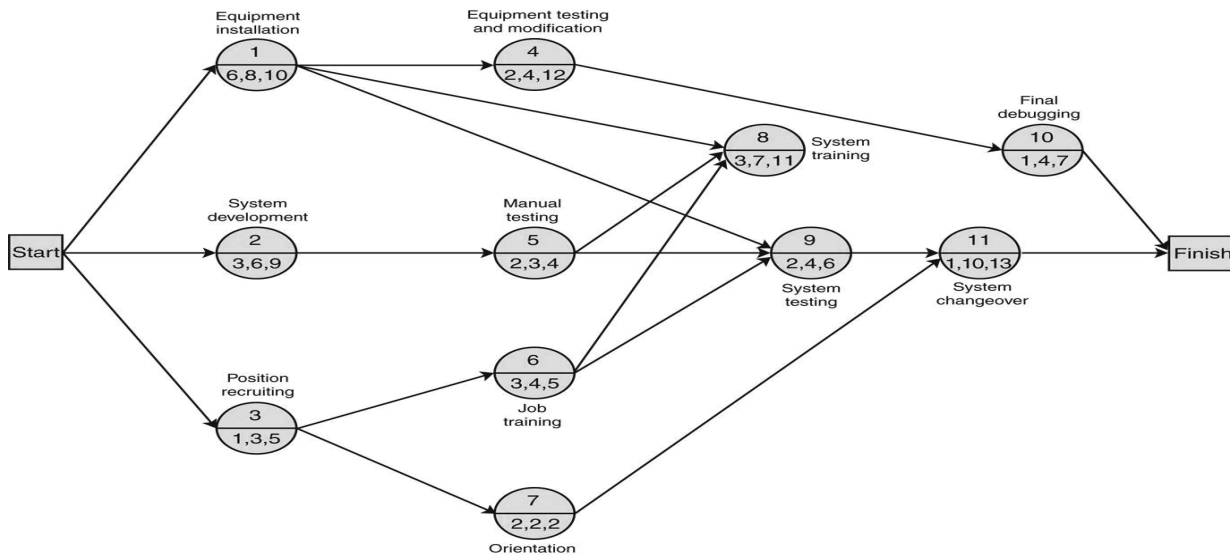 Equipment
installation
1
6,8,10
Equipment testing
and modification
4
2,4,12
Final
debugging
10
1,4,7
8
3,7,11
System
training
Start
System
development
2
3,6,9
Manual
testing
5
2,3,4
9
2,4,6
System
testing
11
1,10,13
System
changeover
Finish
Position
recruiting
3
1,3,5
6
3,4,5
Job
training
7
2,2,2
Orientation